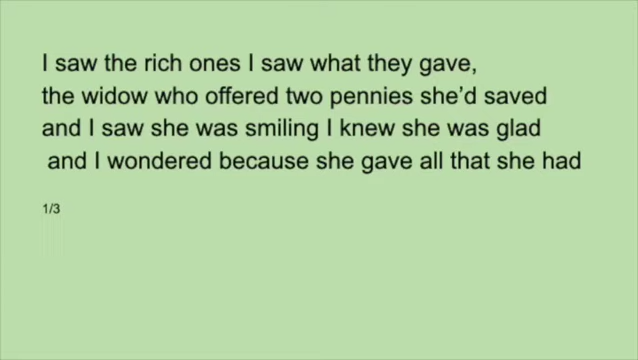 I saw the rich ones I saw what they gave,
the widow who offered two pennies she'd saved
and I saw she was smiling I knew she was glad
and I wondered because she gave all that she had
1/3